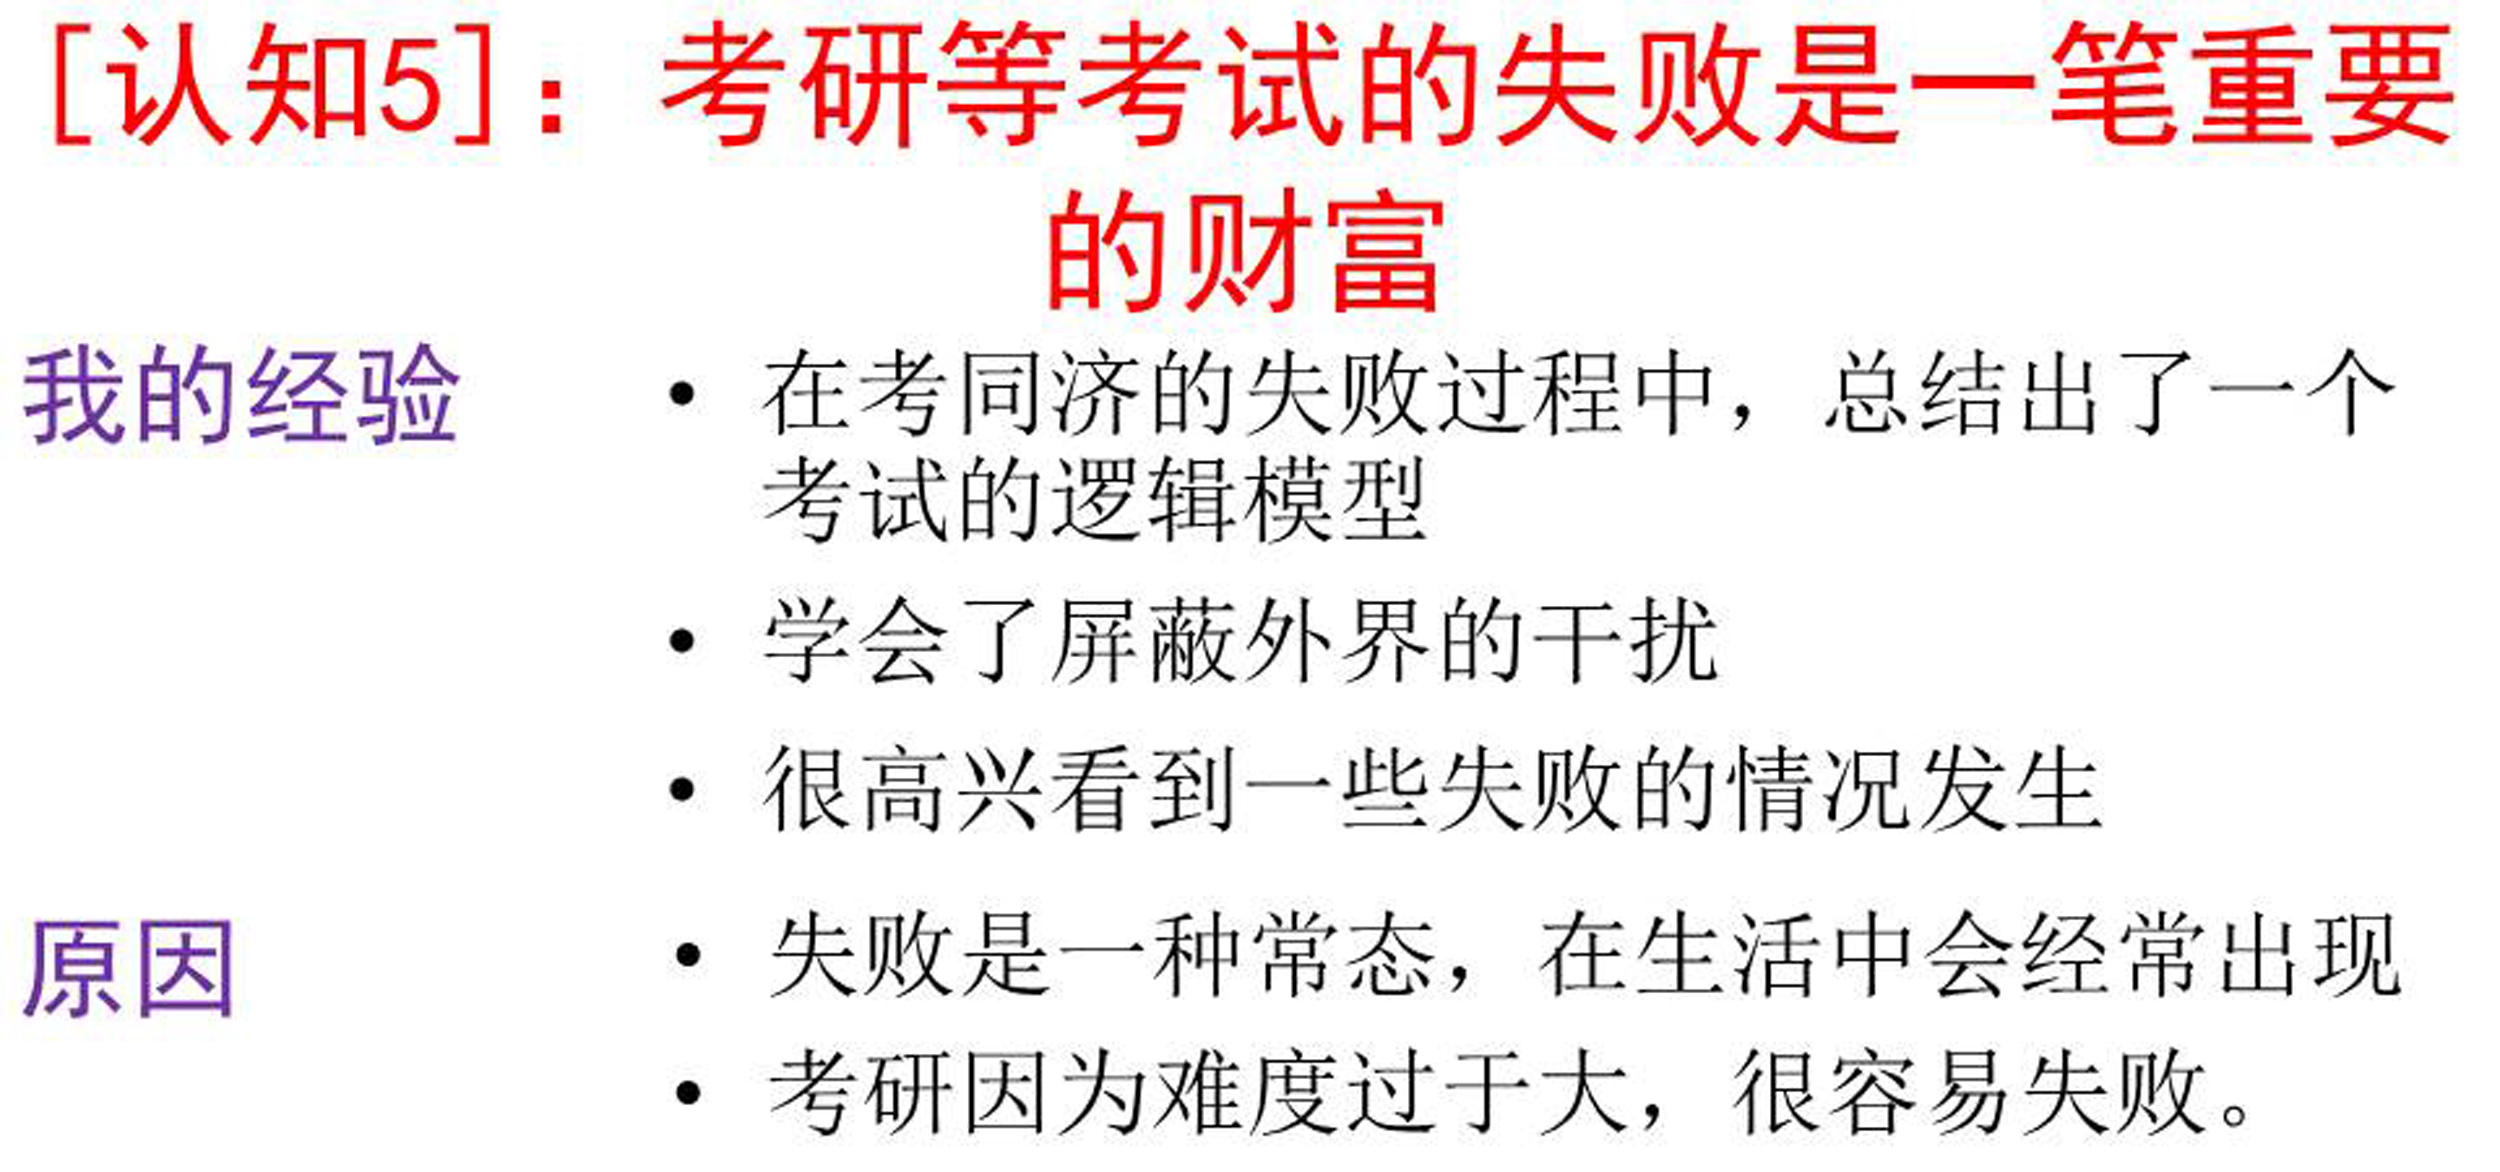 [认知5]：考研等考试的失败是一笔重要
的财富
我的经验
• 在考同济的失败过程中，总结出了一个
考试的逻辑模型
• 学会了屏蔽外界的干扰
• 很高兴看到一些失败的情况发生
原因
• 失败是一种常态，在生活中会经常出现
• 考研因为难度过于大，很容易失败。